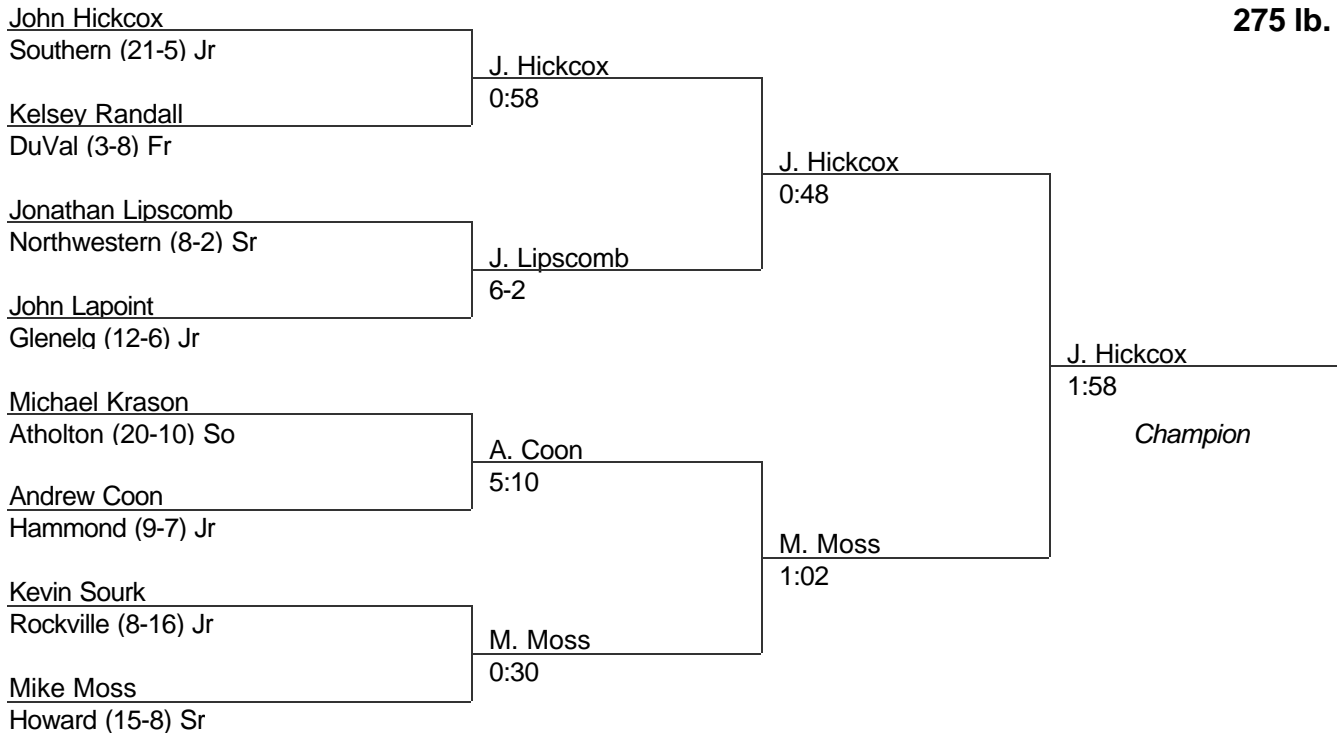 John Hickcox
275 lb.
Southern (21-5) Jr
J. Hickcox
0:58
Kelsey Randall
DuVal (3-8) Fr
J. Hickcox
0:48
Jonathan Lipscomb
Northwestern (8-2) Sr
J. Lipscomb
6-2
John Lapoint
Glenelg (12-6) Jr
J. Hickcox
1:58
Champion
Michael Krason
Atholton (20-10) So
A. Coon
5:10
Andrew Coon
Hammond (9-7) Jr
M. Moss
1:02
Kevin Sourk
Rockville (8-16) Jr
M. Moss
0:30
Mike Moss
Howard (15-8) Sr